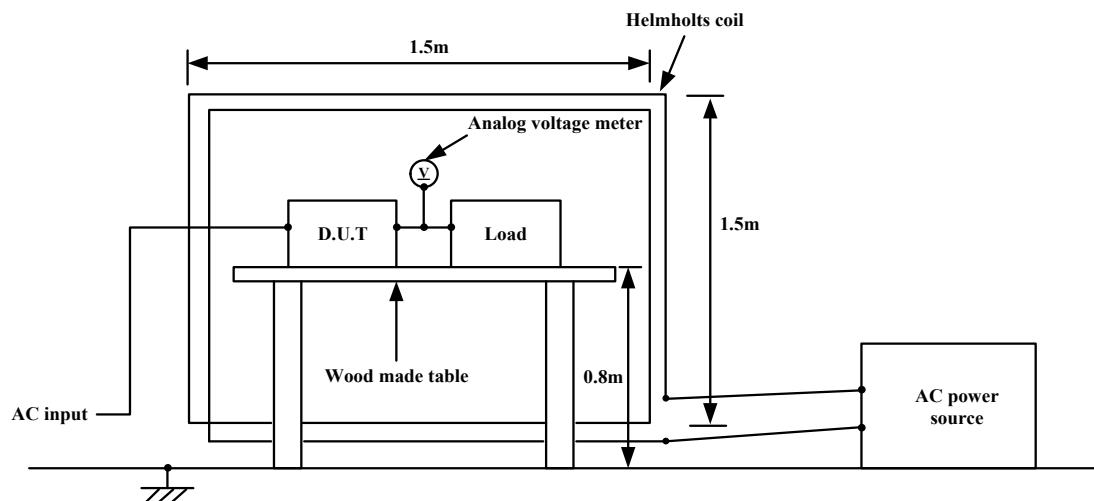 Helmholts coil
1.5m
Analog voltage meter
V
D.U.T
Load
1.5m
Wood made table
0.8m
AC input
AC power
source